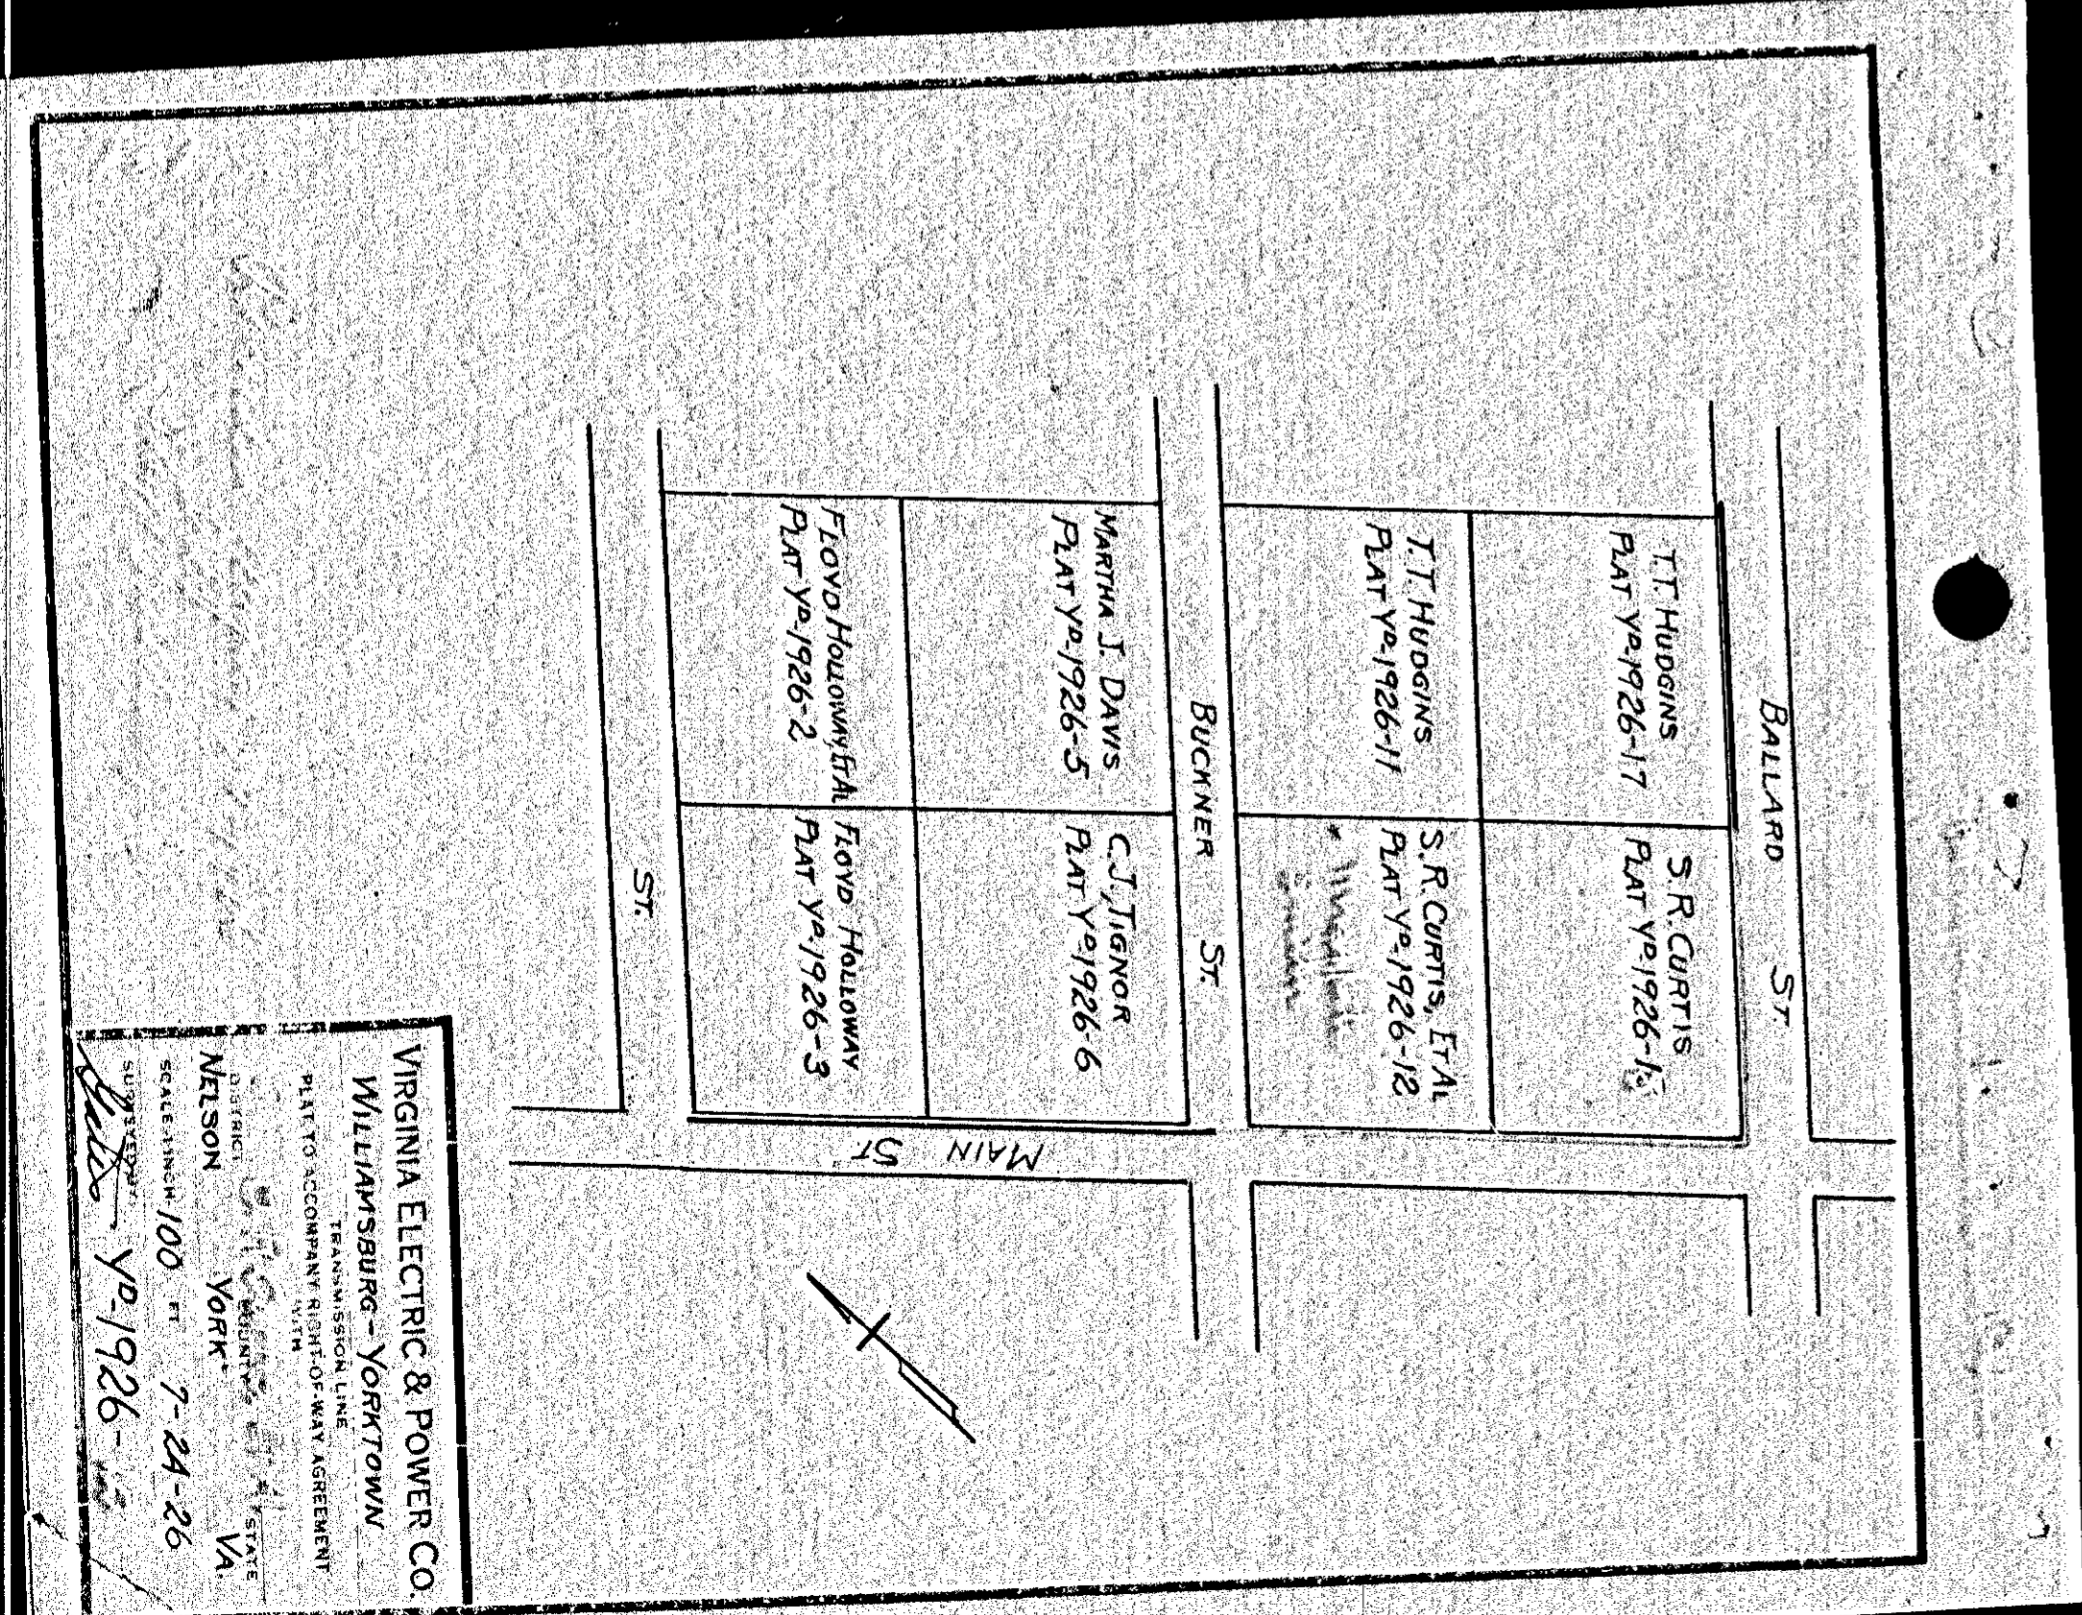 BALLARD ST
T.T. HUDGINS
PLAT YP-1926-17
S.R. CURTIS
PLAT YP-1926-1
T.T. HUDGINS
PLAT YP-1926-11
S.R. CURTIS, ET AL
PLAT YP-1926-12
BUCKNER ST.
MARTHA J. DAVIS
PLAT YP-1926-5
C.J. TIGNOR
PLAT YP-1926-6
FLOYD HOLLOWAY, ET AL
PLAT YP-1926-2
FLOYD HOLLOWAY
PLAT YP-1926-3
ST.
MAIN ST
VIRGINIA ELECTRIC & POWER CO.
WILLIAMSBURG-YORKTOWN
TRANSMISSION LINE
PLAT TO ACCOMPANY RIGHT-OF-WAY AGREEMENT
WITH
DISTRICT COUNTY STATE
NELSON YORK VA.
SCALE-1 INCH-100 FT 7-24-26
YP-1926-